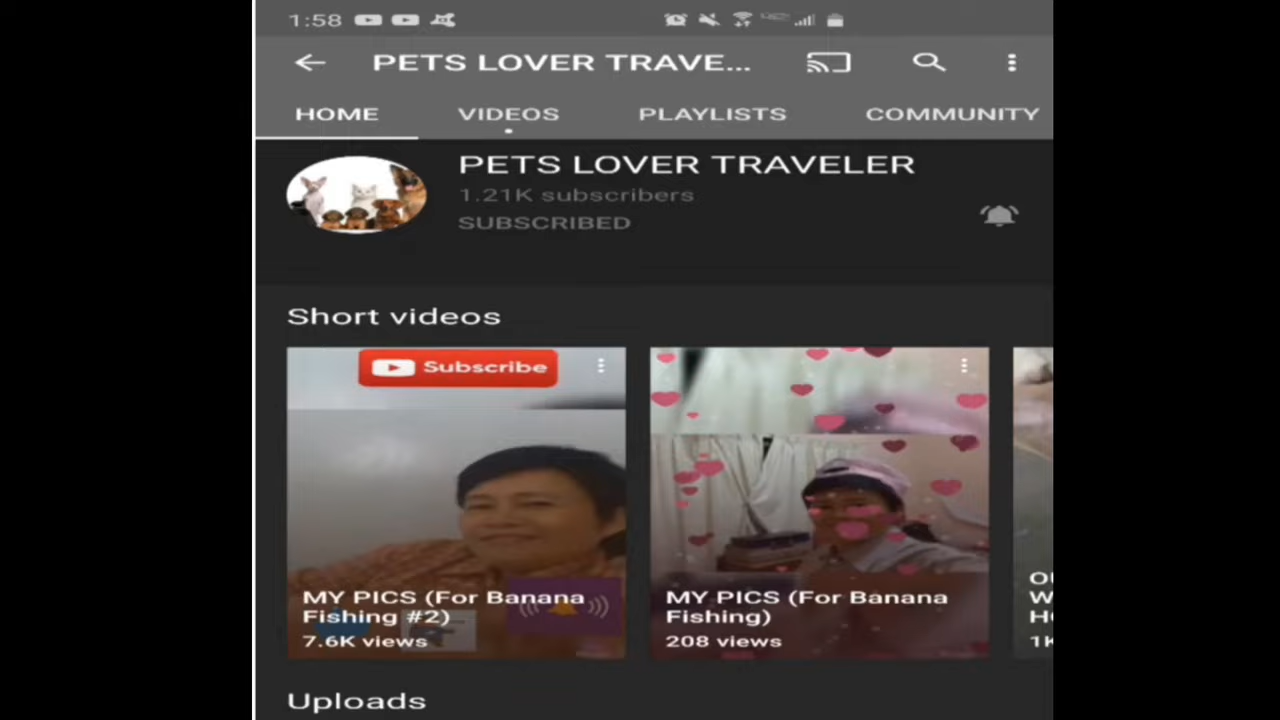 1:58
PETS LOVER TRAVE...
HOME VIDEOS PLAYLISTS COMMUNITY
PETS LOVER TRAVELER
1.21K subscribers
SUBSCRIBED
Short videos
Subscribe
MY PICS (For Banana
Fishing #2)
7.6K views
MY PICS (For Banana
Fishing)
208 views
Uploads